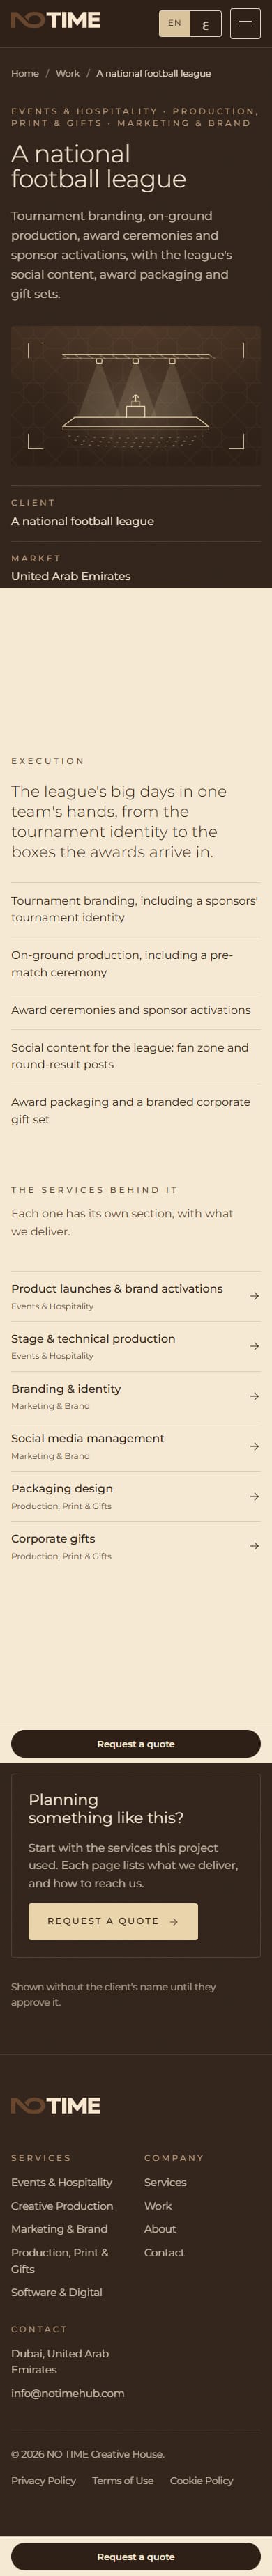 NOTIME
EN
ع
Home / Work / A national football league
EVENTS & HOSPITALITY · PRODUCTION,
PRINT & GIFTS · MARKETING & BRAND
A national
football league
Tournament branding, on-ground
production, award ceremonies and
sponsor activations, with the league's
social content, award packaging and
gift sets.
CLIENT
A national football league
MARKET
United Arab Emirates
EXECUTION
The league's big days in one
team's hands, from the
tournament identity to the
boxes the awards arrive in.
Tournament branding, including a sponsors'
tournament identity
On-ground production, including a pre-
match ceremony
Award ceremonies and sponsor activations
Social content for the league: fan zone and
round-result posts
Award packaging and a branded corporate
gift set
THE SERVICES BEHIND IT
Each one has its own section, with what
we deliver.
Product launches & brand activations
Events & Hospitality
Stage & technical production
Events & Hospitality
Branding & identity
Marketing & Brand
Social media management
Marketing & Brand
Packaging design
Production, Print & Gifts
Corporate gifts
Production, Print & Gifts
Request a quote
Planning
something like this?
Start with the services this project
used. Each page lists what we deliver,
and how to reach us.
REQUEST A QUOTE
Shown without the client's name until they
approve it.
NOTIME
SERVICES
Events & Hospitality
Creative Production
Marketing & Brand
Production, Print &
Gifts
Software & Digital
COMPANY
Services
Work
About
Contact
CONTACT
Dubai, United Arab
Emirates
info@notimehub.com
© 2026 NO TIME Creative House.
Privacy Policy Terms of Use Cookie Policy
Request a quote